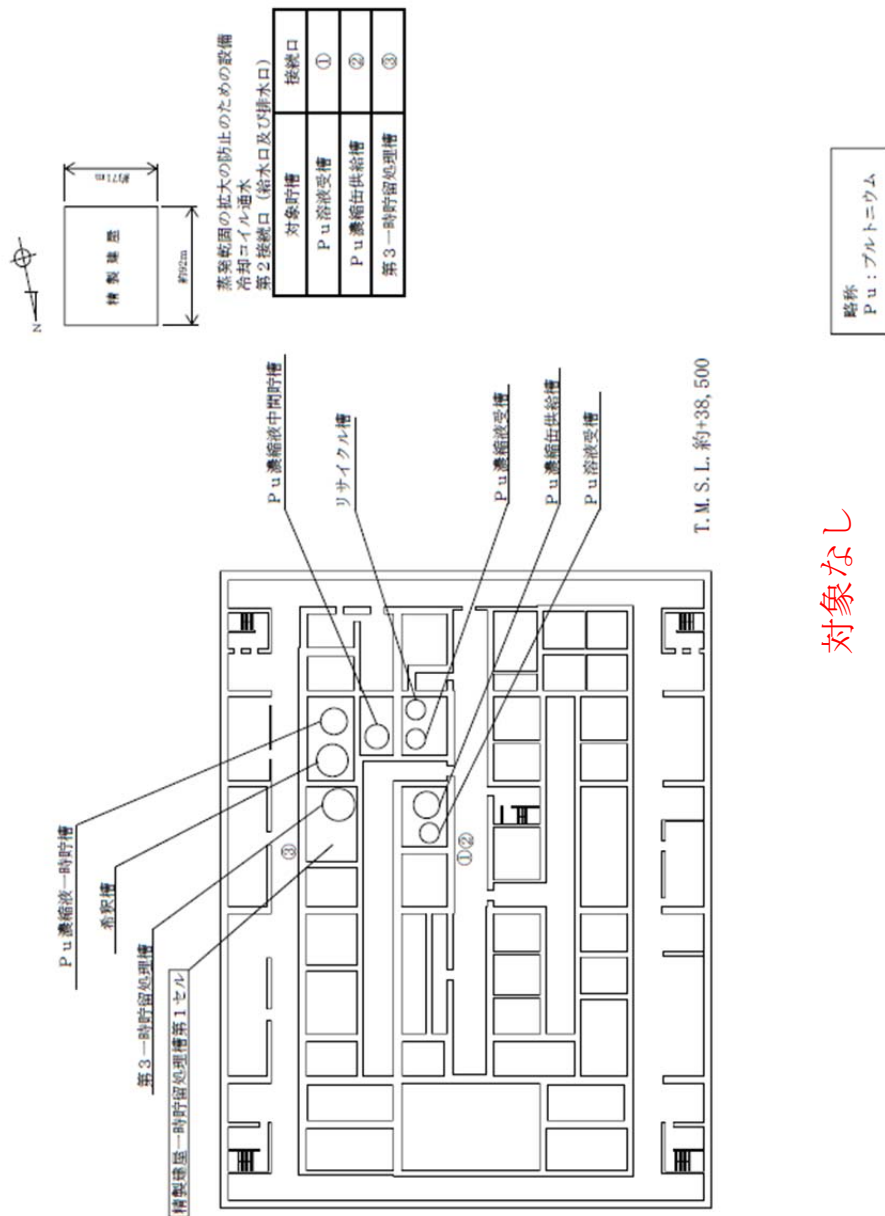 N
精製建屋
約92m
約71m
蒸発乾固の拡大の防止のための設備
冷却コイル通水
第2接続口(給水口及び排水口)
対象貯槽 接続口
Pu溶液受槽 ①
Pu濃縮缶供給槽 ②
第3一時貯留処理槽 ③
Pu濃縮液一時貯槽
希釈槽
第3一時貯留処理槽
精製建屋一時貯留処理槽第1セル
③
①②
Pu濃縮液中間貯槽
リサイクル槽
Pu濃縮液受槽
Pu濃縮缶供給槽
Pu溶液受槽
T.M.S.L.約+38,500
略称
Pu:プルトニウム
対象なし